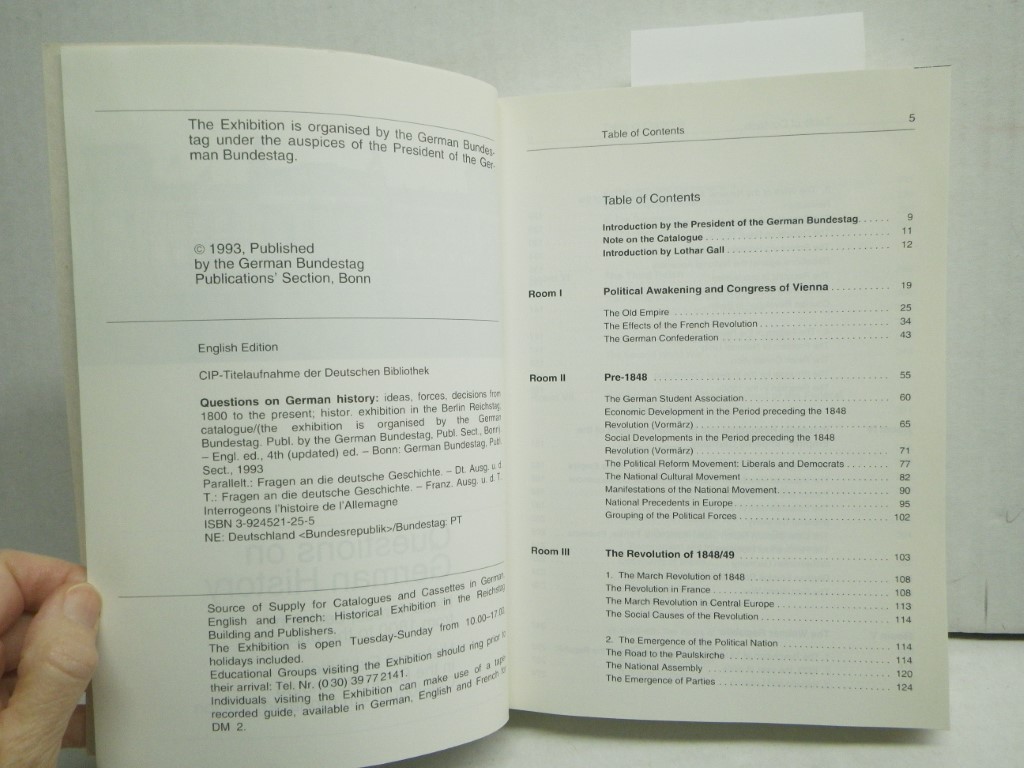 The Exhibition is organised by the German Bundes-
tag under the auspices of the President of the Ger-
man Bundestag.
© 1993, Published
by the German Bundestag
Publications' Section, Bonn
English Edition
CIP-Titelaufnahme der Deutschen Bibliothek
Questions on German history: ideas, forces, decisions from
1800 to the present; histor. exhibition in the Berlin Reichstag;
catalogue/(the exhibition is organised by the German
Bundestag. Publ. by the German Bundestag, Publ. Sect., Bern)
– Engl. ed., 4th (updated) ed. – Bonn: German Bundestag, Publ.
Sect., 1993
Parallelt.: Fragen an die deutsche Geschichte. – Dt. Ausg. u. d.
T.: Fragen an die deutsche Geschichte. – Franz. Ausg. u. d. T.
Interrogeons l'histoire de l'Allemagne
ISBN 3-924521-25-5
NE: Deutschland <Bundesrepublik>/Bundestag: PT
Source of Supply for Catalogues and Cassettes in German,
English and French: Historical Exhibition in the Reichstag
Building and Publishers.
The Exhibition is open Tuesday-Sunday from 10.00–17.00,
holidays included.
Educational Groups visiting the Exhibition should ring prior to
their arrival: Tel. Nr. (0 30) 39 77 2141.
Individuals visiting the Exhibition can make use of a tape
recorded guide, available in German, English and French for
DM 2.
Table of Contents 5
Table of Contents
Introduction by the President of the German Bundestag. . . . . . 9
Note on the Catalogue . . . . . . . . . . . . . . . . . . . . . . . . . . . . . . . . . 11
Introduction by Lothar Gall . . . . . . . . . . . . . . . . . . . . . . . . . . . . . 12
Room I Political Awakening and Congress of Vienna . . . . . . . . . . 19
The Old Empire . . . . . . . . . . . . . . . . . . . . . . . . . . . . . . . . . . . . . . 25
The Effects of the French Revolution . . . . . . . . . . . . . . . . . . . . . . 34
The German Confederation . . . . . . . . . . . . . . . . . . . . . . . . . . . . . 43
Room II Pre-1848 . . . . . . . . . . . . . . . . . . . . . . . . . . . . . . . . . . . . . . 55
The German Student Association. . . . . . . . . . . . . . . . . . . . . . . . . 60
Economic Development in the Period preceding the 1848
Revolution (Vormärz) . . . . . . . . . . . . . . . . . . . . . . . . . . . . . . . . . 65
Social Developments in the Period preceding the 1848
Revolution (Vormärz) . . . . . . . . . . . . . . . . . . . . . . . . . . . . . . . . . 71
The Political Reform Movement: Liberals and Democrats . . . . . . . . 77
The National Cultural Movement . . . . . . . . . . . . . . . . . . . . . . . . . 82
Manifestations of the National Movement. . . . . . . . . . . . . . . . . . . 90
National Precedents in Europe . . . . . . . . . . . . . . . . . . . . . . . . . . . 95
Grouping of the Political Forces . . . . . . . . . . . . . . . . . . . . . . . . . . 102
Room III The Revolution of 1848/49 . . . . . . . . . . . . . . . . . . . . . . . . 103
1. The March Revolution of 1848 . . . . . . . . . . . . . . . . . . . . . . . . 108
The Revolution in France . . . . . . . . . . . . . . . . . . . . . . . . . . . . . . 108
The March Revolution in Central Europe . . . . . . . . . . . . . . . . . . . 113
The Social Causes of the Revolution . . . . . . . . . . . . . . . . . . . . . . 114
2. The Emergence of the Political Nation . . . . . . . . . . . . . . . . . . 114
The Road to the Paulskirche . . . . . . . . . . . . . . . . . . . . . . . . . . . . 114
The National Assembly . . . . . . . . . . . . . . . . . . . . . . . . . . . . . . . . 120
The Emergence of Parties . . . . . . . . . . . . . . . . . . . . . . . . . . . . . . 124